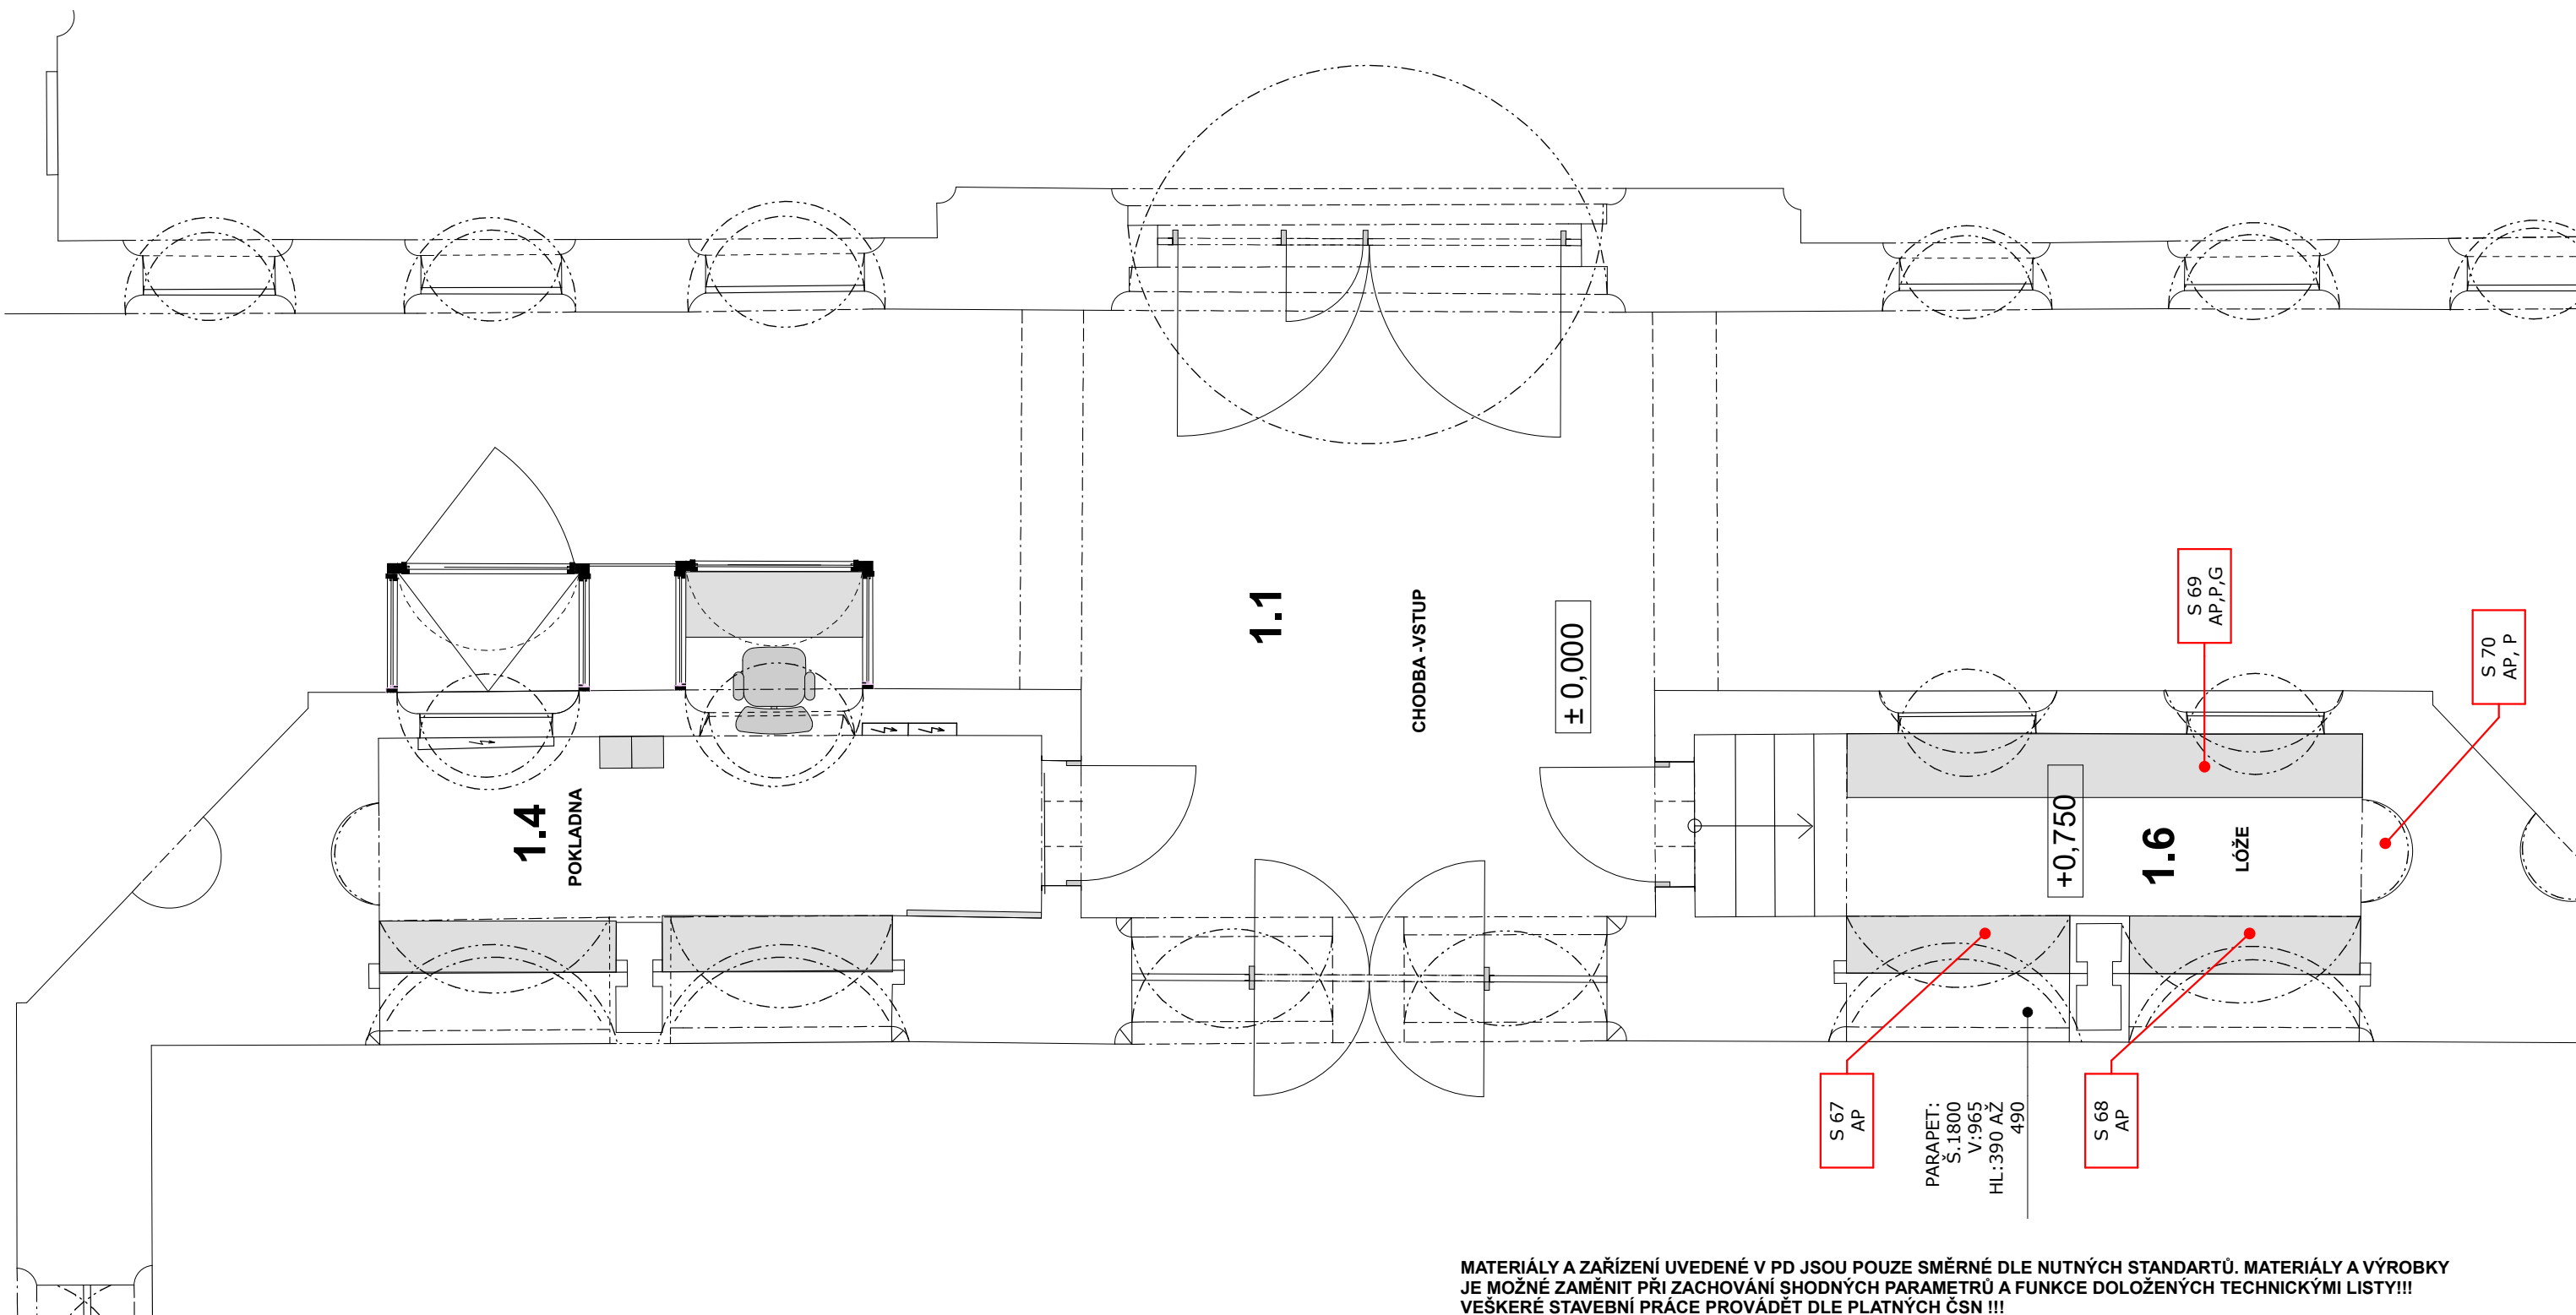 1.4
POKLADNA
1.1
CHODBA -VSTUP
± 0,000
S 69
AP,P,G
S 70
AP, P
+0,750
1.6
LÓŽE
S 67
AP
PARAPET:
Š.1800
V:965
HL:390 AŽ
490
S 68
AP
MATERIÁLY A ZAŘÍZENÍ UVEDENÉ V PD JSOU POUZE SMĚRNÉ DLE NUTNÝCH STANDARTŮ. MATERIÁLY A VÝROBKY
JE MOŽNÉ ZAMĚNIT PŘI ZACHOVÁNÍ SHODNÝCH PARAMETRŮ A FUNKCE DOLOŽENÝCH TECHNICKÝMI LISTY!!!
VEŠKERÉ STAVEBNÍ PRÁCE PROVÁDĚT DLE PLATNÝCH ČSN !!!